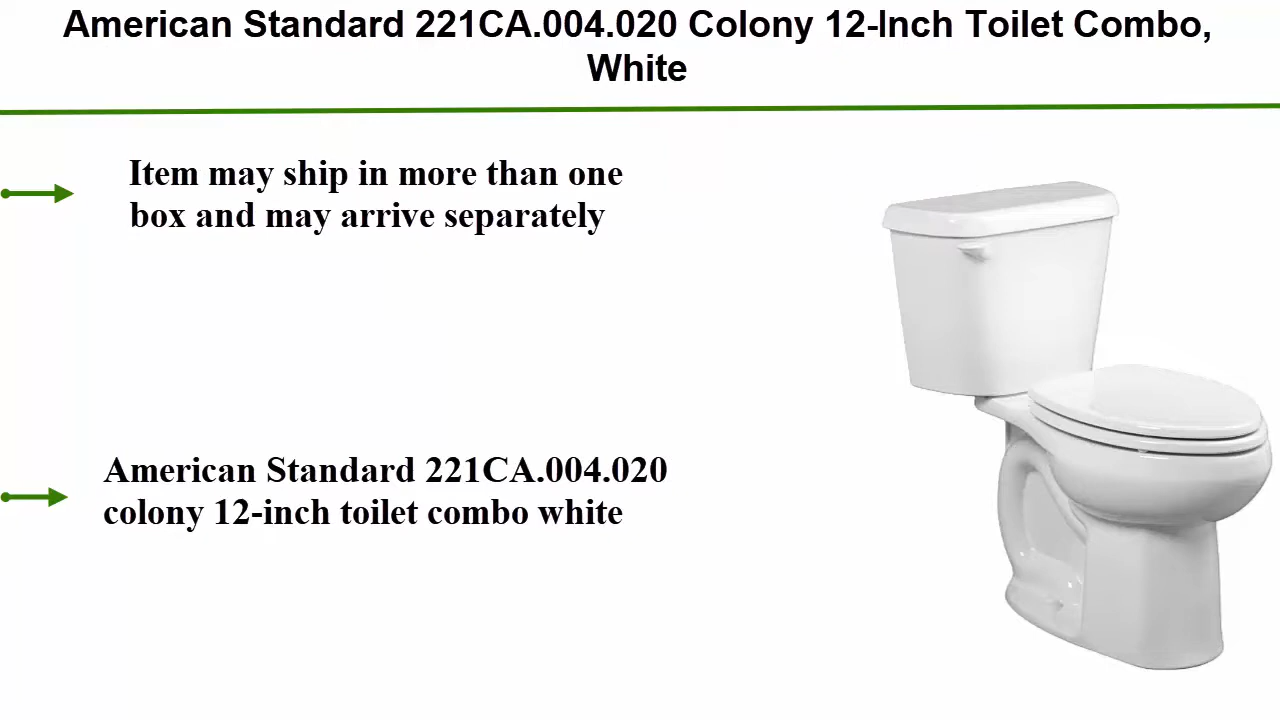 American Standard 221CA.004.020 Colony 12-Inch Toilet Combo,
White
Item may ship in more than one
box and may arrive separately
American Standard 221CA.004.020
colony 12-inch toilet combo white